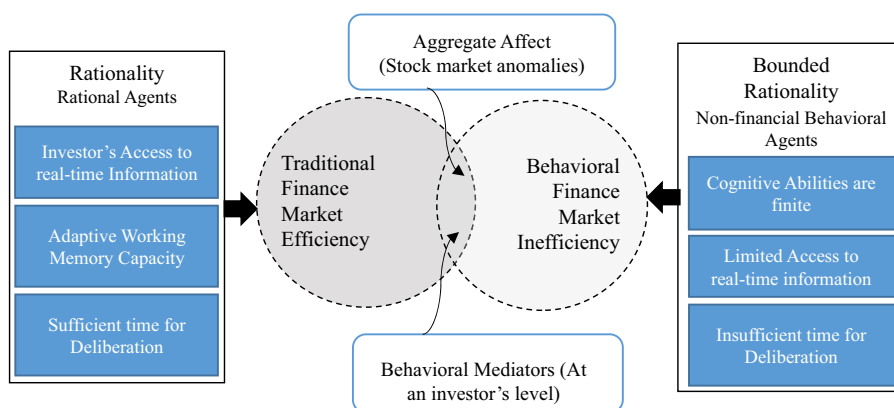 Aggregate Affect
(Stock market anomalies)
Rationality
Rational Agents
Investor's Access to
real-time Information
Adaptive Working
Memory Capacity
Sufficient time for
Deliberation
Traditional
Finance
Market
Efficiency
Behavioral
Finance
Market
Inefficiency
Bounded
Rationality
Non-financial Behavioral
Agents
Cognitive Abilities are
finite
Limited Access to
real-time information
Insufficient time for
Deliberation
Behavioral Mediators (At
an investor's level)